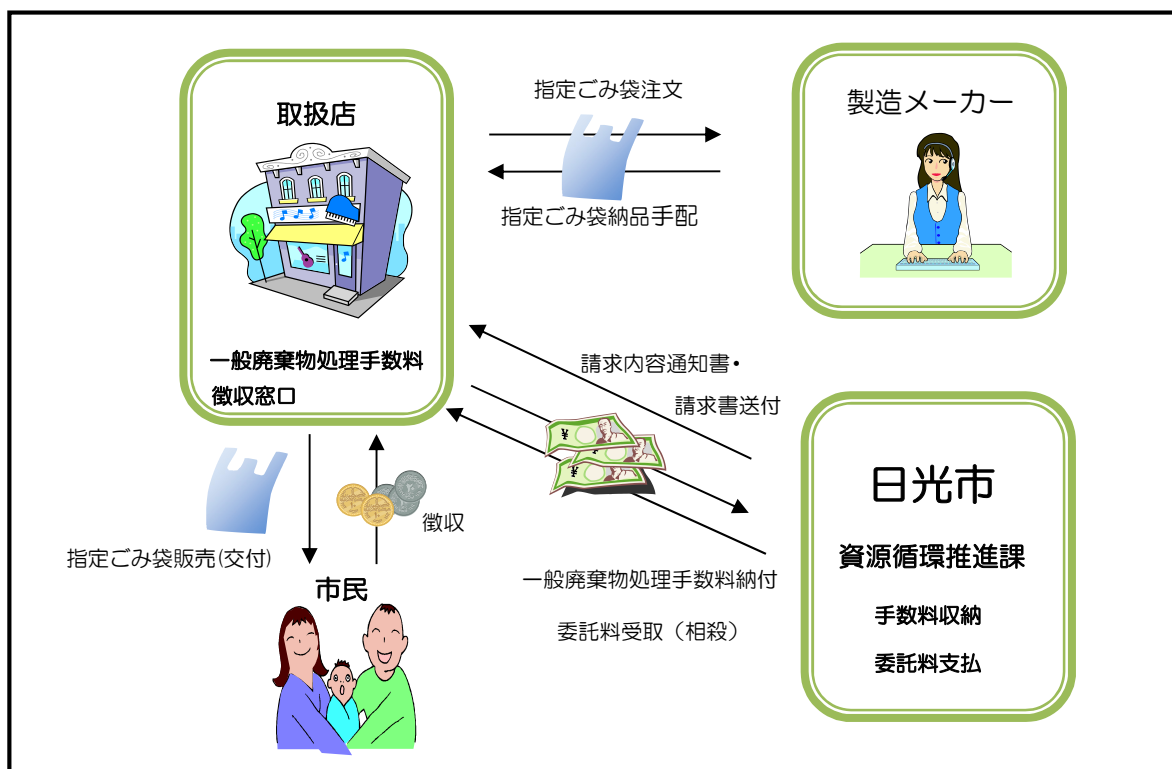 取扱店
一般廃棄物処理手数料
徴収窓口
指定ごみ袋注文
指定ごみ袋納品手配
製造メーカー
請求内容通知書・
請求書送付
日光市
資源循環推進課
手数料収納
委託料支払
一般廃棄物処理手数料納付
委託料受取（相殺）
指定ごみ袋販売(交付)
徴収
市民